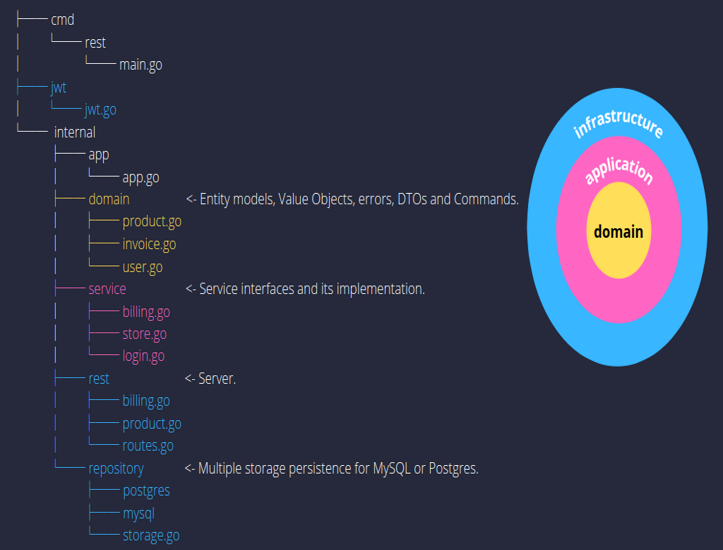 cmd
rest
main.go
jwt
jwt.go
internal
app
app.go
domain <- Entity models, Value Objects, errors, DTOs and Commands.
product.go
invoice.go
user.go
service <- Service interfaces and its implementation.
billing.go
store.go
login.go
rest <- Server.
billing.go
product.go
routes.go
repository <- Multiple storage persistence for MySQL or Postgres.
postgres
mysql
storage.go
infrastructure
application
domain